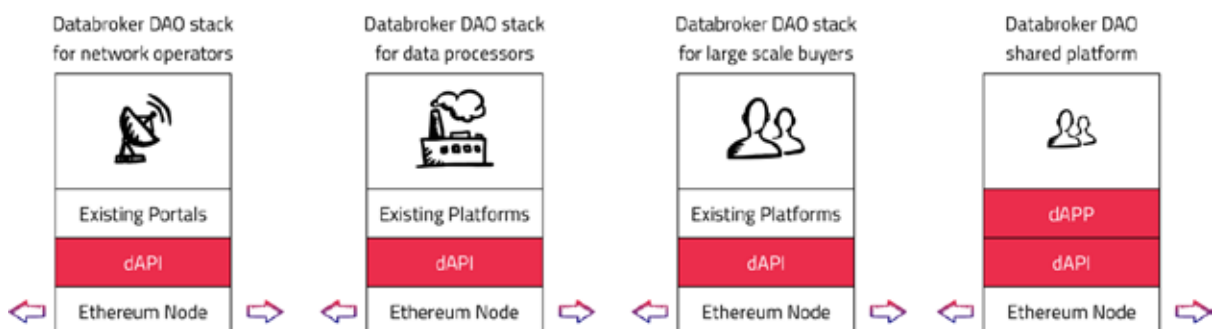 Databroker DAO stack
for network operators
Existing Portals
dAPI
Ethereum Node
Databroker DAO stack
for data processors
Existing Platforms
dAPI
Ethereum Node
Databroker DAO stack
for large scale buyers
Existing Platforms
dAPI
Ethereum Node
Databroker DAO
shared platform
dAPP
dAPI
Ethereum Node